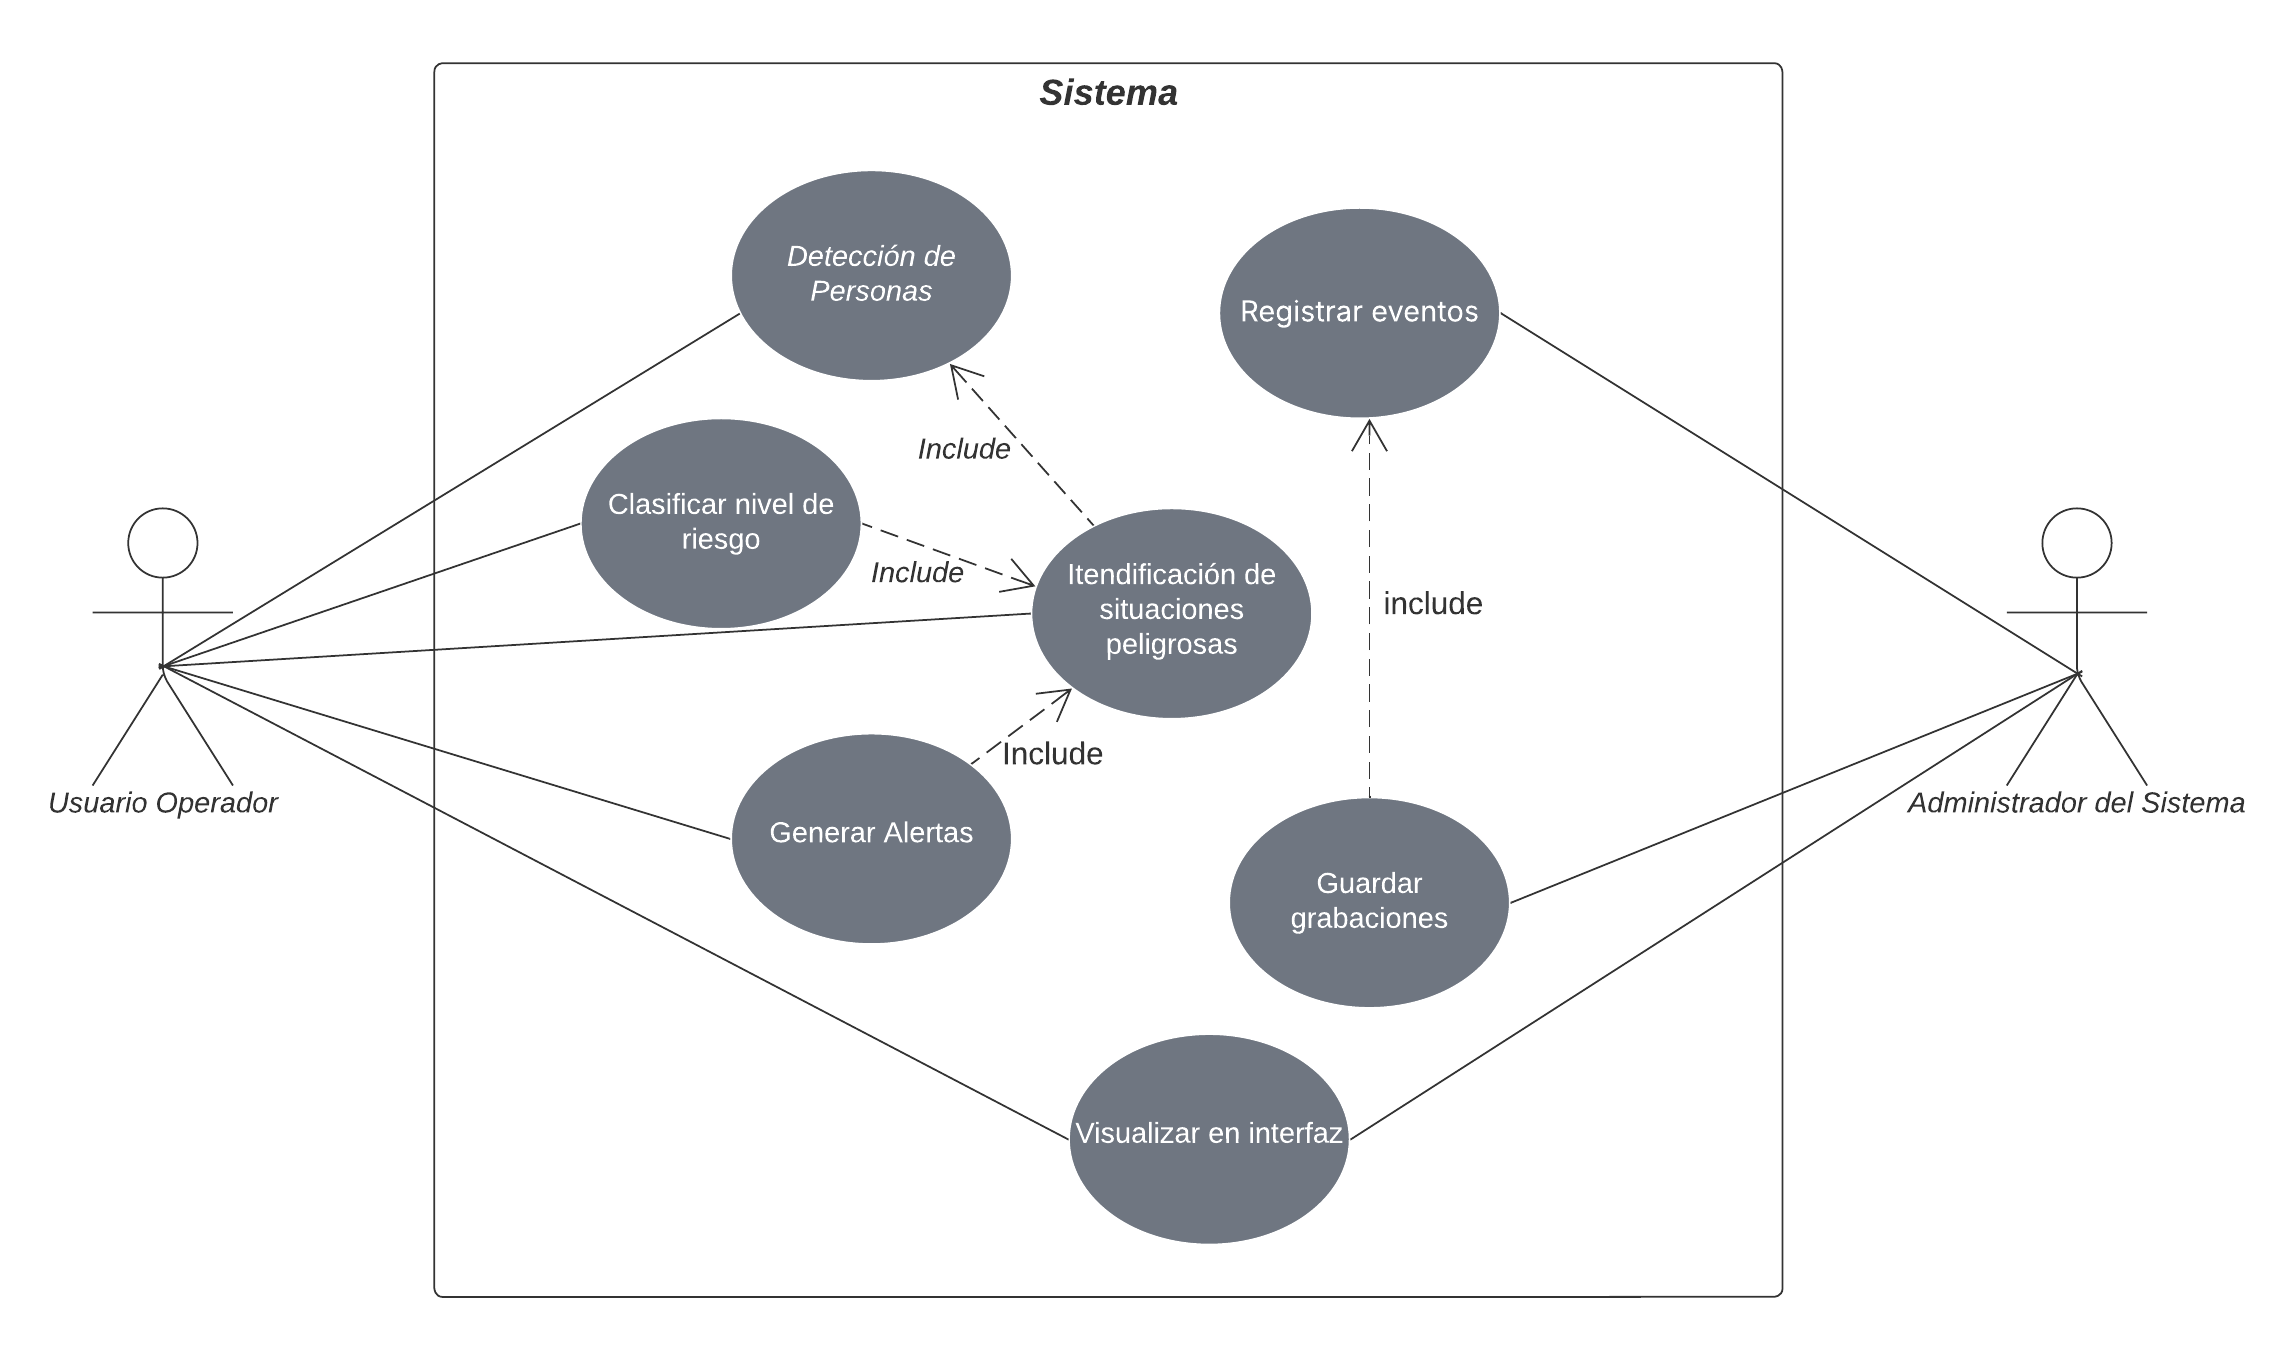 Sistema
Detección de
Personas
Registrar eventos
Include
Clasificar nivel de
riesgo
Include
Itendificación de
situaciones
peligrosas
include
Include
Usuario Operador
Administrador del Sistema
Generar Alertas
Guardar
grabaciones
Visualizar en interfaz